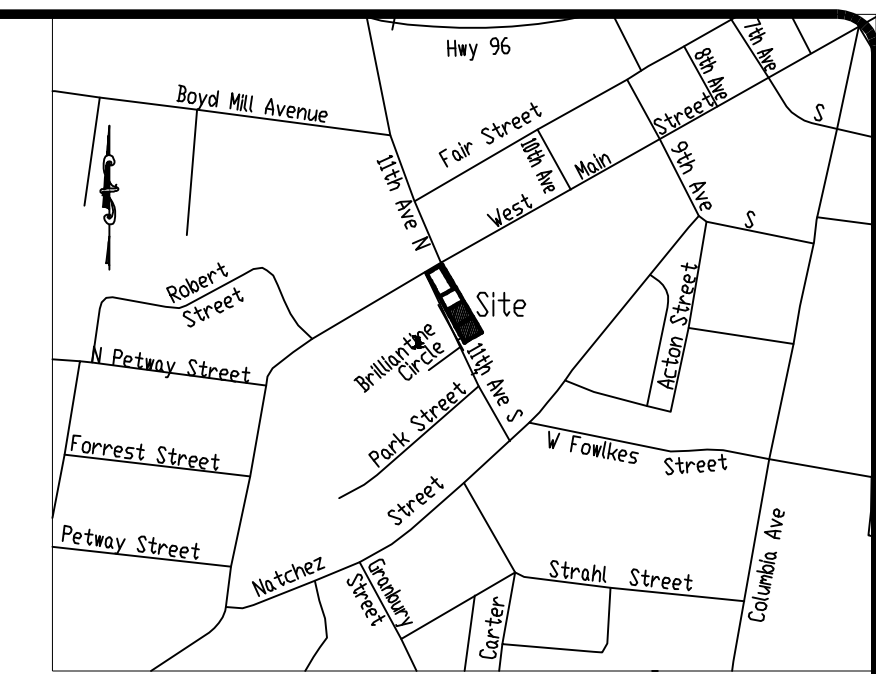 Hwy 96
7th Ave
8th Ave
Boyd Mill Avenue
Fair Street
Street
S
11th Ave N
10th Ave
Main
9th Ave
West
S
Robert
Street
Site
Acton Street
Brilliantine
Circle
N Petway Street
11th Ave S
Park Street
Forrest Street
W Fowlkes
Street
Street
Petway Street
Natchez
Granbury
Street
Strahl Street
Columbia Ave
Carter